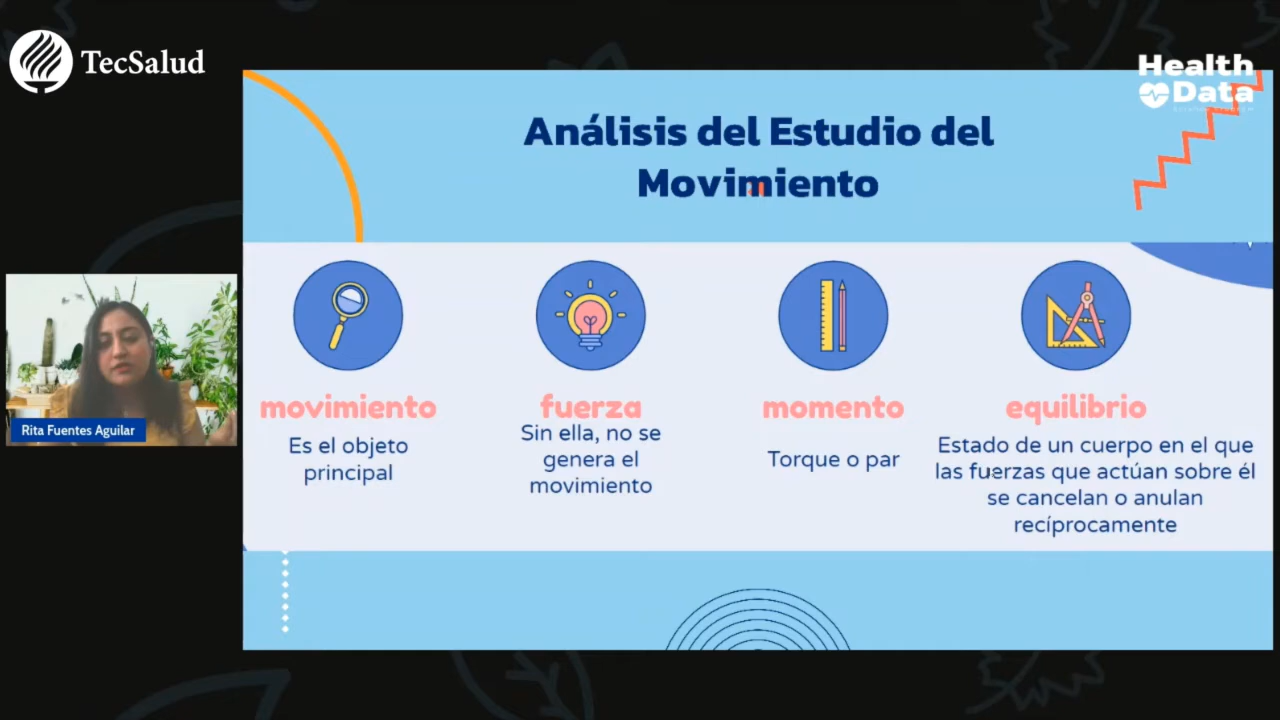 TecSalud
Health
Data
Análisis del Estudio del
Movimiento
movimiento
Es el objeto
principal
fuerza
Sin ella, no se
genera el
movimiento
momento
Torque o par
equilibrio
Estado de un cuerpo en el que
las fuerzas que actúan sobre él
se cancelan o anulan
recíprocamente
Rita Fuentes Aguilar